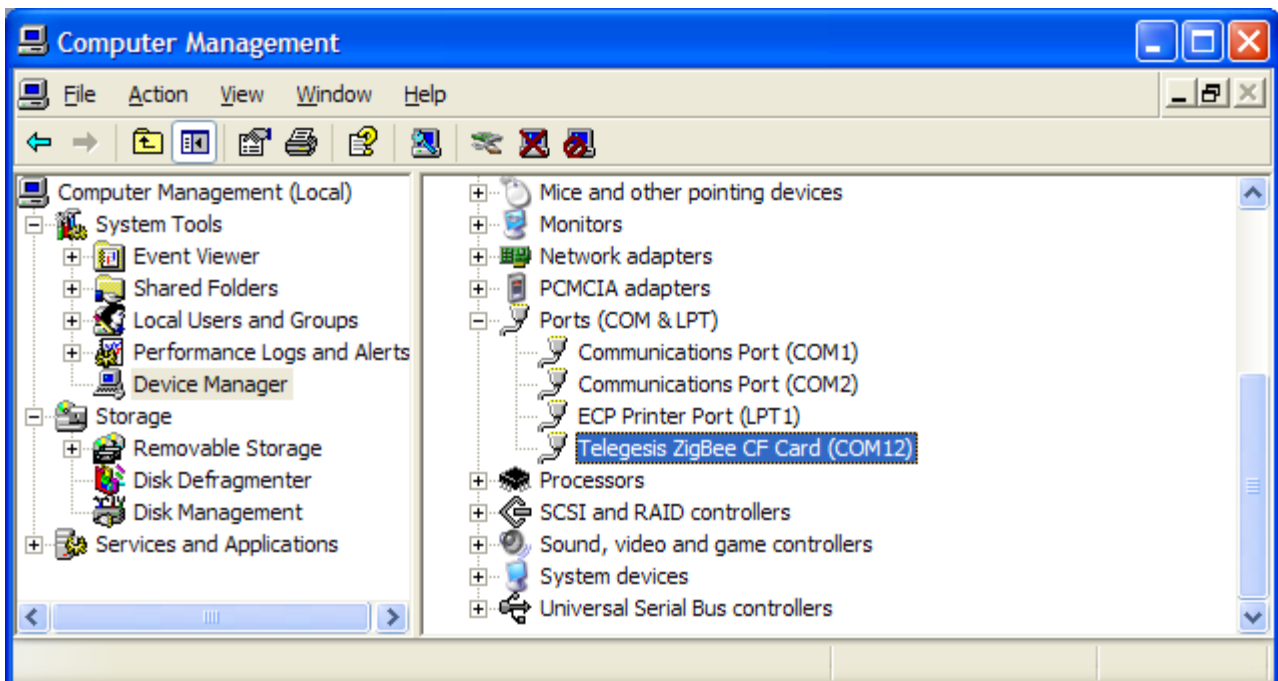 Computer Management
File Action View Window Help
Computer Management (Local)
System Tools
Event Viewer
Shared Folders
Local Users and Groups
Performance Logs and Alerts
Device Manager
Storage
Removable Storage
Disk Defragmenter
Disk Management
Services and Applications
Mice and other pointing devices
Monitors
Network adapters
PCMCIA adapters
Ports (COM & LPT)
Communications Port (COM1)
Communications Port (COM2)
ECP Printer Port (LPT1)
Telegesis ZigBee CF Card (COM12)
Processors
SCSI and RAID controllers
Sound, video and game controllers
System devices
Universal Serial Bus controllers